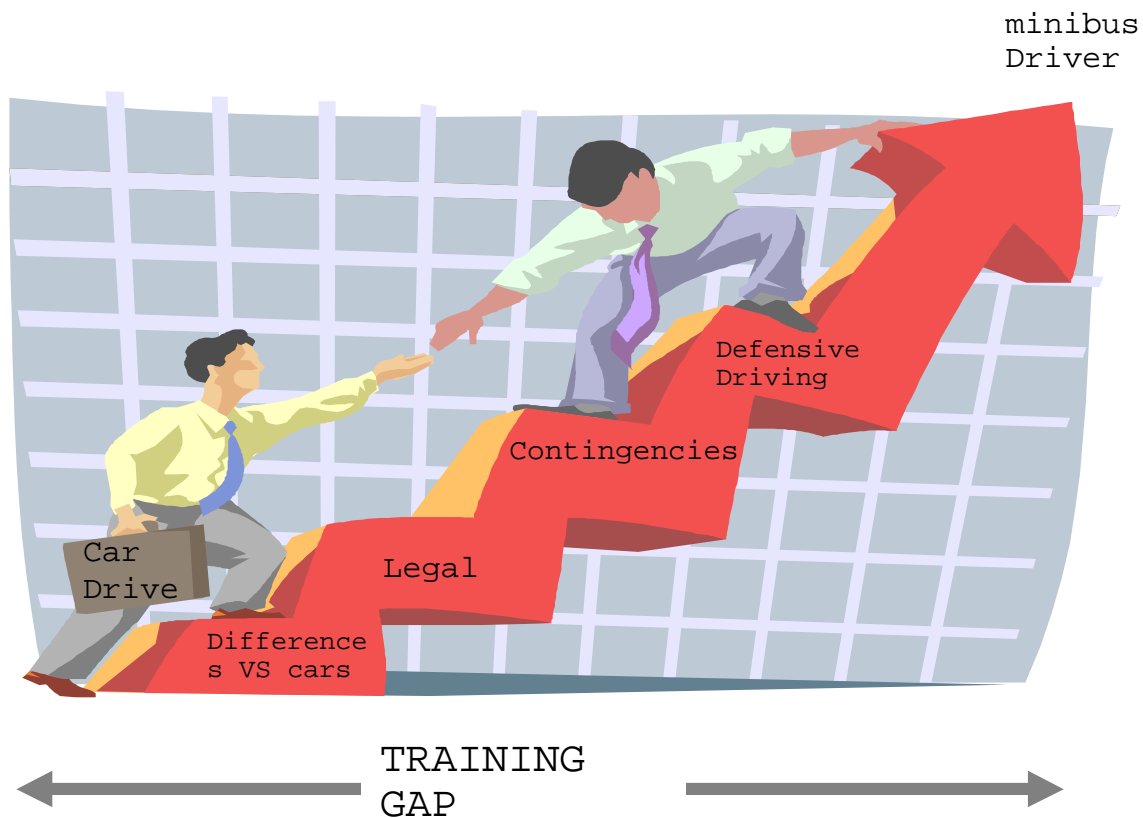 minibus
Driver
Defensive
Driving
Contingencies
Legal
Car
Drive
Difference
s VS cars
TRAINING
GAP